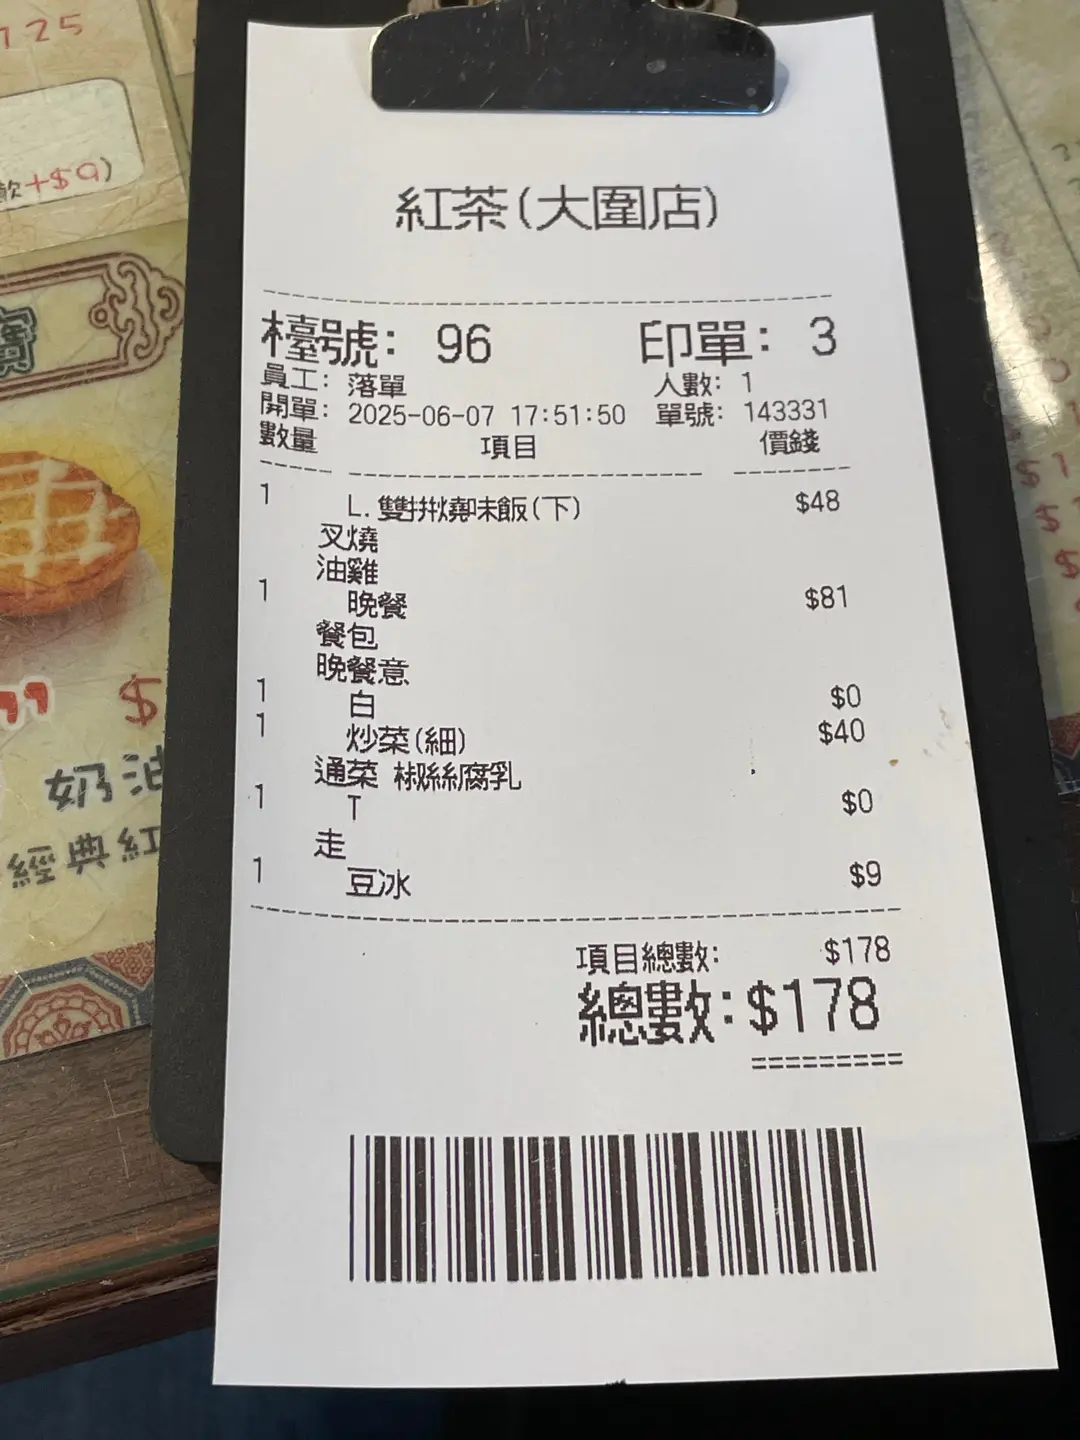 125
款+$9)
寶
$
奶油
經典紅
紅茶(大圍店)
檯號: 96 印單: 3
員工: 落單 人數: 1
開單: 2025-06-07 17:51:50 單號: 143331
數量 項目 價錢
1 L.雙拼燒味飯(下) $48
叉燒
油雞
1 晚餐 $81
餐包
晚餐意
1 白 $0
1 炒菜(細) $40
通菜 椒絲腐乳
1 T $0
走
1 豆冰 $9
項目總數: $178
總數:$178